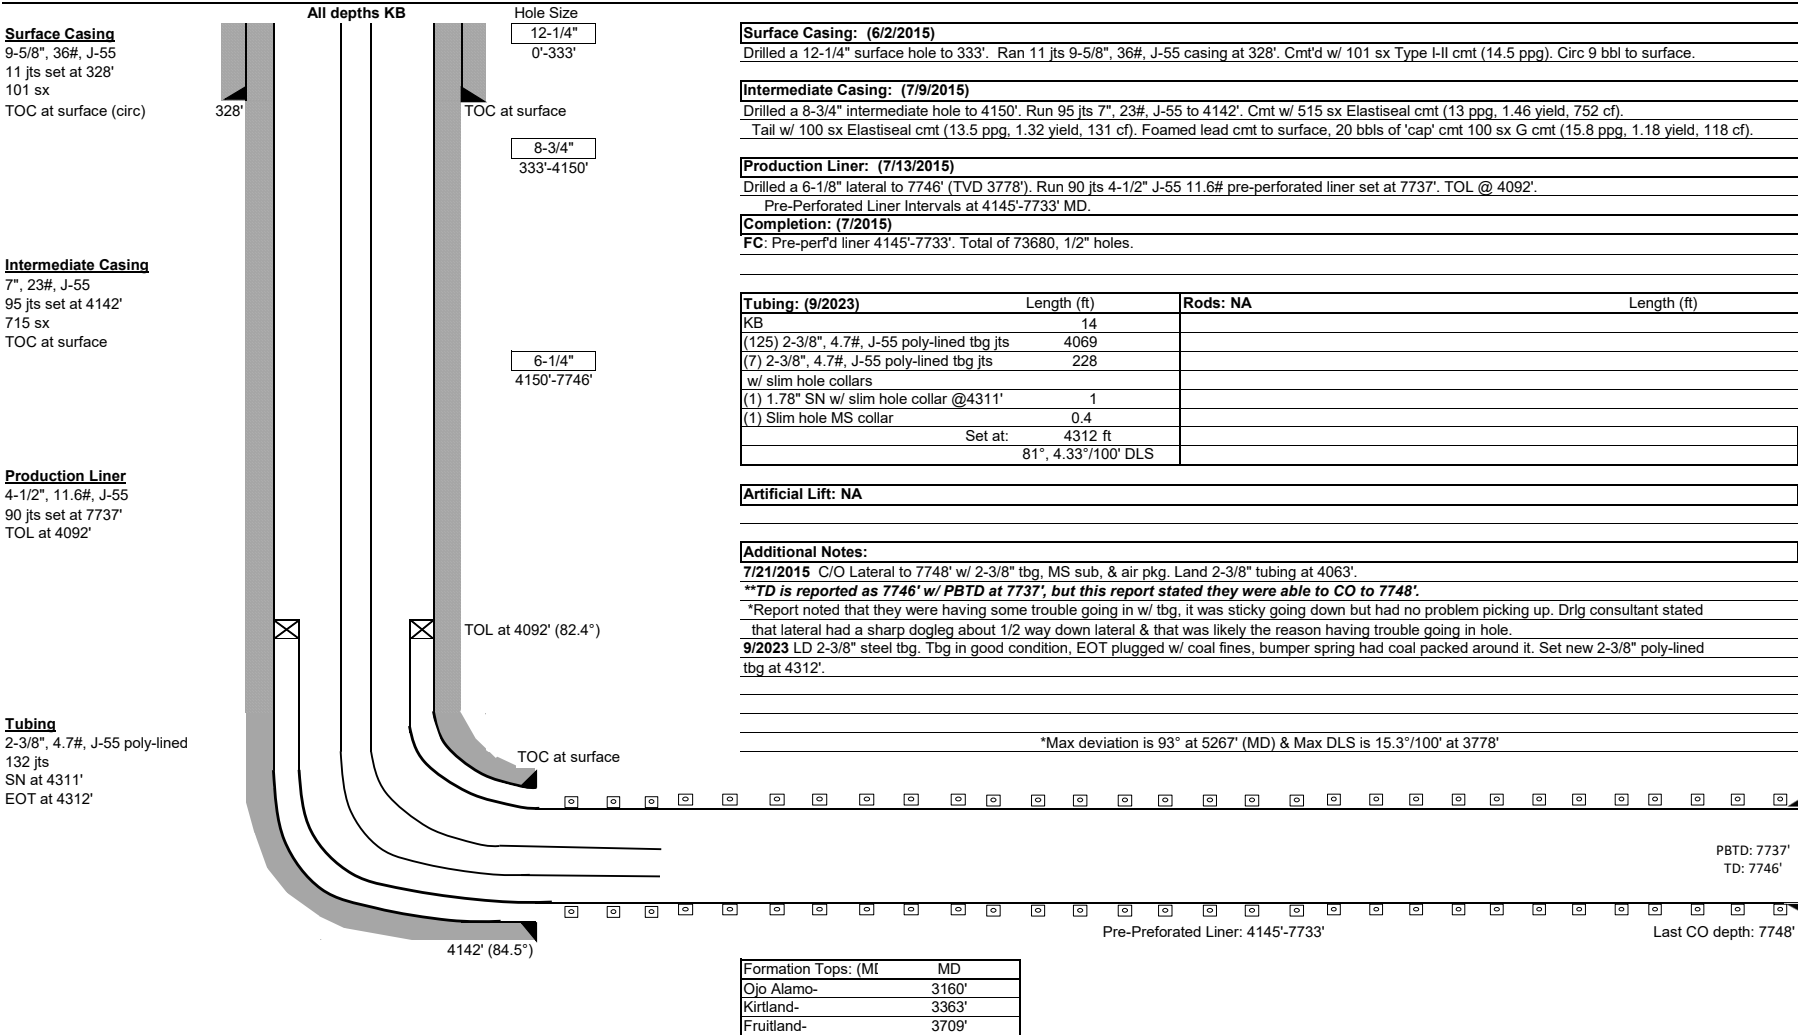 All depths KB
Hole Size
Surface Casing
9-5/8", 36#, J-55
11 jts set at 328'
101 sx
TOC at surface (circ)
328'
TOC at surface
12-1/4"
0'-333'
8-3/4"
333'-4150'
Intermediate Casing
7", 23#, J-55
95 jts set at 4142'
715 sx
TOC at surface
6-1/4"
4150'-7746'
Production Liner
4-1/2", 11.6#, J-55
90 jts set at 7737'
TOL at 4092'
TOL at 4092' (82.4°)
Tubing
2-3/8", 4.7#, J-55 poly-lined
132 jts
SN at 4311'
EOT at 4312'
TOC at surface
4142' (84.5°)
Surface Casing: (6/2/2015)
Drilled a 12-1/4" surface hole to 333'. Ran 11 jts 9-5/8", 36#, J-55 casing at 328'. Cmt'd w/ 101 sx Type I-II cmt (14.5 ppg). Circ 9 bbl to surface.
Intermediate Casing: (7/9/2015)
Drilled a 8-3/4" intermediate hole to 4150'. Run 95 jts 7", 23#, J-55 to 4142'. Cmt w/ 515 sx Elastiseal cmt (13 ppg, 1.46 yield, 752 cf).
Tail w/ 100 sx Elastiseal cmt (13.5 ppg, 1.32 yield, 131 cf). Foamed lead cmt to surface, 20 bbls of 'cap' cmt 100 sx G cmt (15.8 ppg, 1.18 yield, 118 cf).
Production Liner: (7/13/2015)
Drilled a 6-1/8" lateral to 7746' (TVD 3778'). Run 90 jts 4-1/2" J-55 11.6# pre-perforated liner set at 7737'. TOL @ 4092'.
Pre-Perforated Liner Intervals at 4145'-7733' MD.
Completion: (7/2015)
FC: Pre-perf'd liner 4145'-7733'. Total of 73680, 1/2" holes.
Tubing: (9/2023) Length (ft) Rods: NA Length (ft)
KB 14
(125) 2-3/8", 4.7#, J-55 poly-lined tbg jts 4069
(7) 2-3/8", 4.7#, J-55 poly-lined tbg jts 228
w/ slim hole collars
(1) 1.78" SN w/ slim hole collar @4311' 1
(1) Slim hole MS collar 0.4
Set at: 4312 ft
81°, 4.33°/100' DLS
Artificial Lift: NA
Additional Notes:
7/21/2015 C/O Lateral to 7748' w/ 2-3/8" tbg, MS sub, & air pkg. Land 2-3/8" tubing at 4063'.
**TD is reported as 7746' w/ PBTD at 7737', but this report stated they were able to CO to 7748'.
*Report noted that they were having some trouble going in w/ tbg, it was sticky going down but had no problem picking up. Drlg consultant stated
that lateral had a sharp dogleg about 1/2 way down lateral & that was likely the reason having trouble going in hole.
9/2023 LD 2-3/8" steel tbg. Tbg in good condition, EOT plugged w/ coal fines, bumper spring had coal packed around it. Set new 2-3/8" poly-lined
tbg at 4312'.
*Max deviation is 93° at 5267' (MD) & Max DLS is 15.3°/100' at 3778'
PBTD: 7737'
TD: 7746'
Pre-Preforated Liner: 4145'-7733'
Last CO depth: 7748'
Formation Tops: (M MD
Ojo Alamo- 3160'
Kirtland- 3363'
Fruitland- 3709'